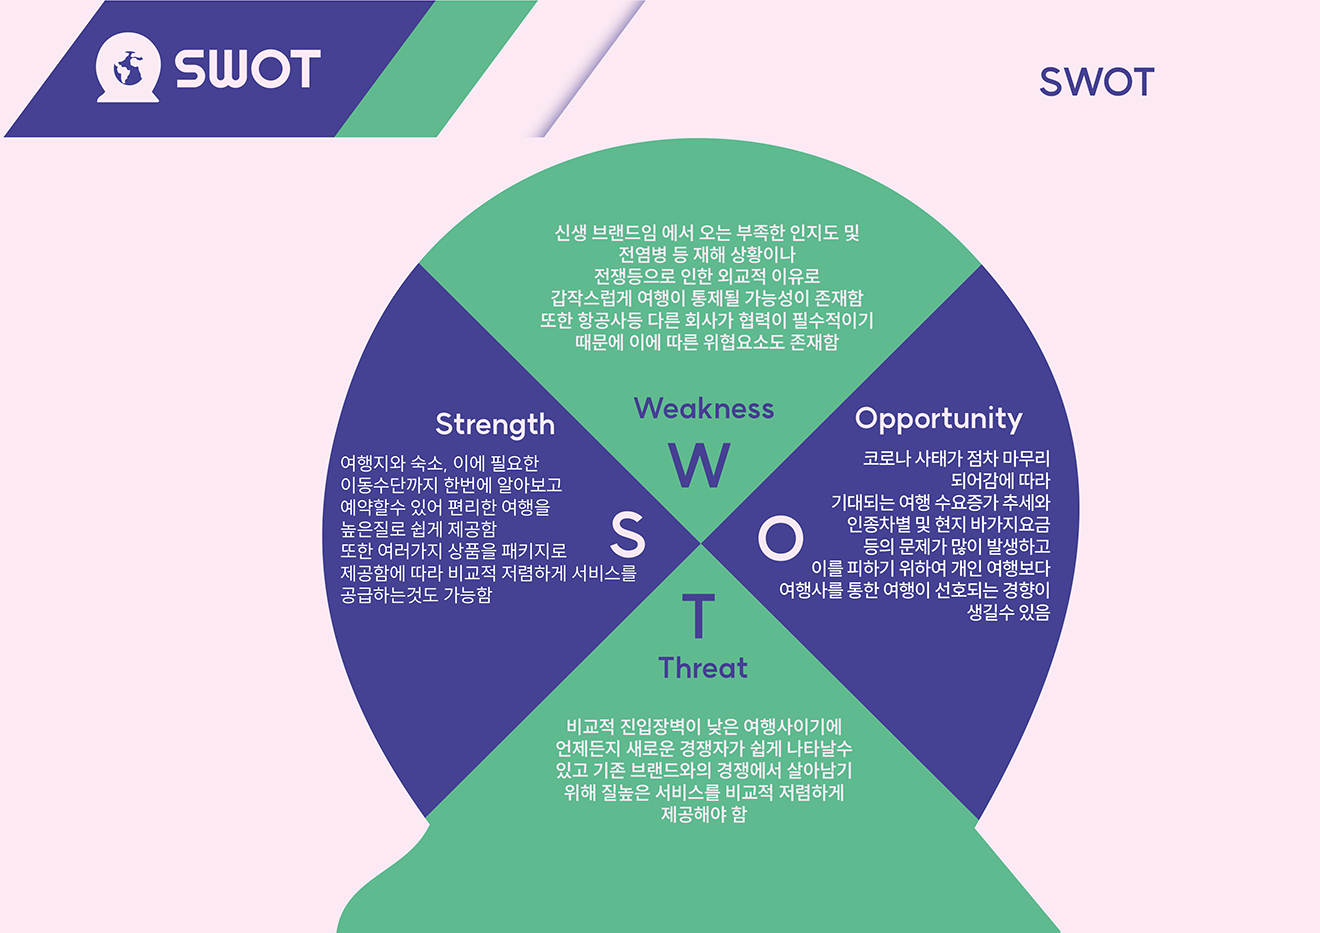 SWOT
SWOT
신생 브랜드임 에서 오는 부족한 인지도 및
전염병 등 재해 상황이나
전쟁등으로 인한 외교적 이유로
갑작스럽게 여행이 통제될 가능성이 존재함
또한 항공사등 다른 회사가 협력이 필수적이기
때문에 이에 따른 위협요소도 존재함
Weakness
W
Strength
여행지와 숙소, 이에 필요한
이동수단까지 한번에 알아보고
예약할수 있어 편리한 여행을
높은질로 쉽게 제공함
또한 여러가지 상품을 패키지로
제공함에 따라 비교적 저렴하게 서비스를
공급하는것도 가능함
S
Opportunity
코로나 사태가 점차 마무리
되어감에 따라
기대되는 여행 수요증가 추세와
인종차별 및 현지 바가지요금
등의 문제가 많이 발생하고
이를 피하기 위하여 개인 여행보다
여행사를 통한 여행이 선호되는 경향이
생길수 있음
O
T
Threat
비교적 진입장벽이 낮은 여행사이기에
언제든지 새로운 경쟁자가 쉽게 나타날수
있고 기존 브랜드와의 경쟁에서 살아남기
위해 질높은 서비스를 비교적 저렴하게
제공해야 함